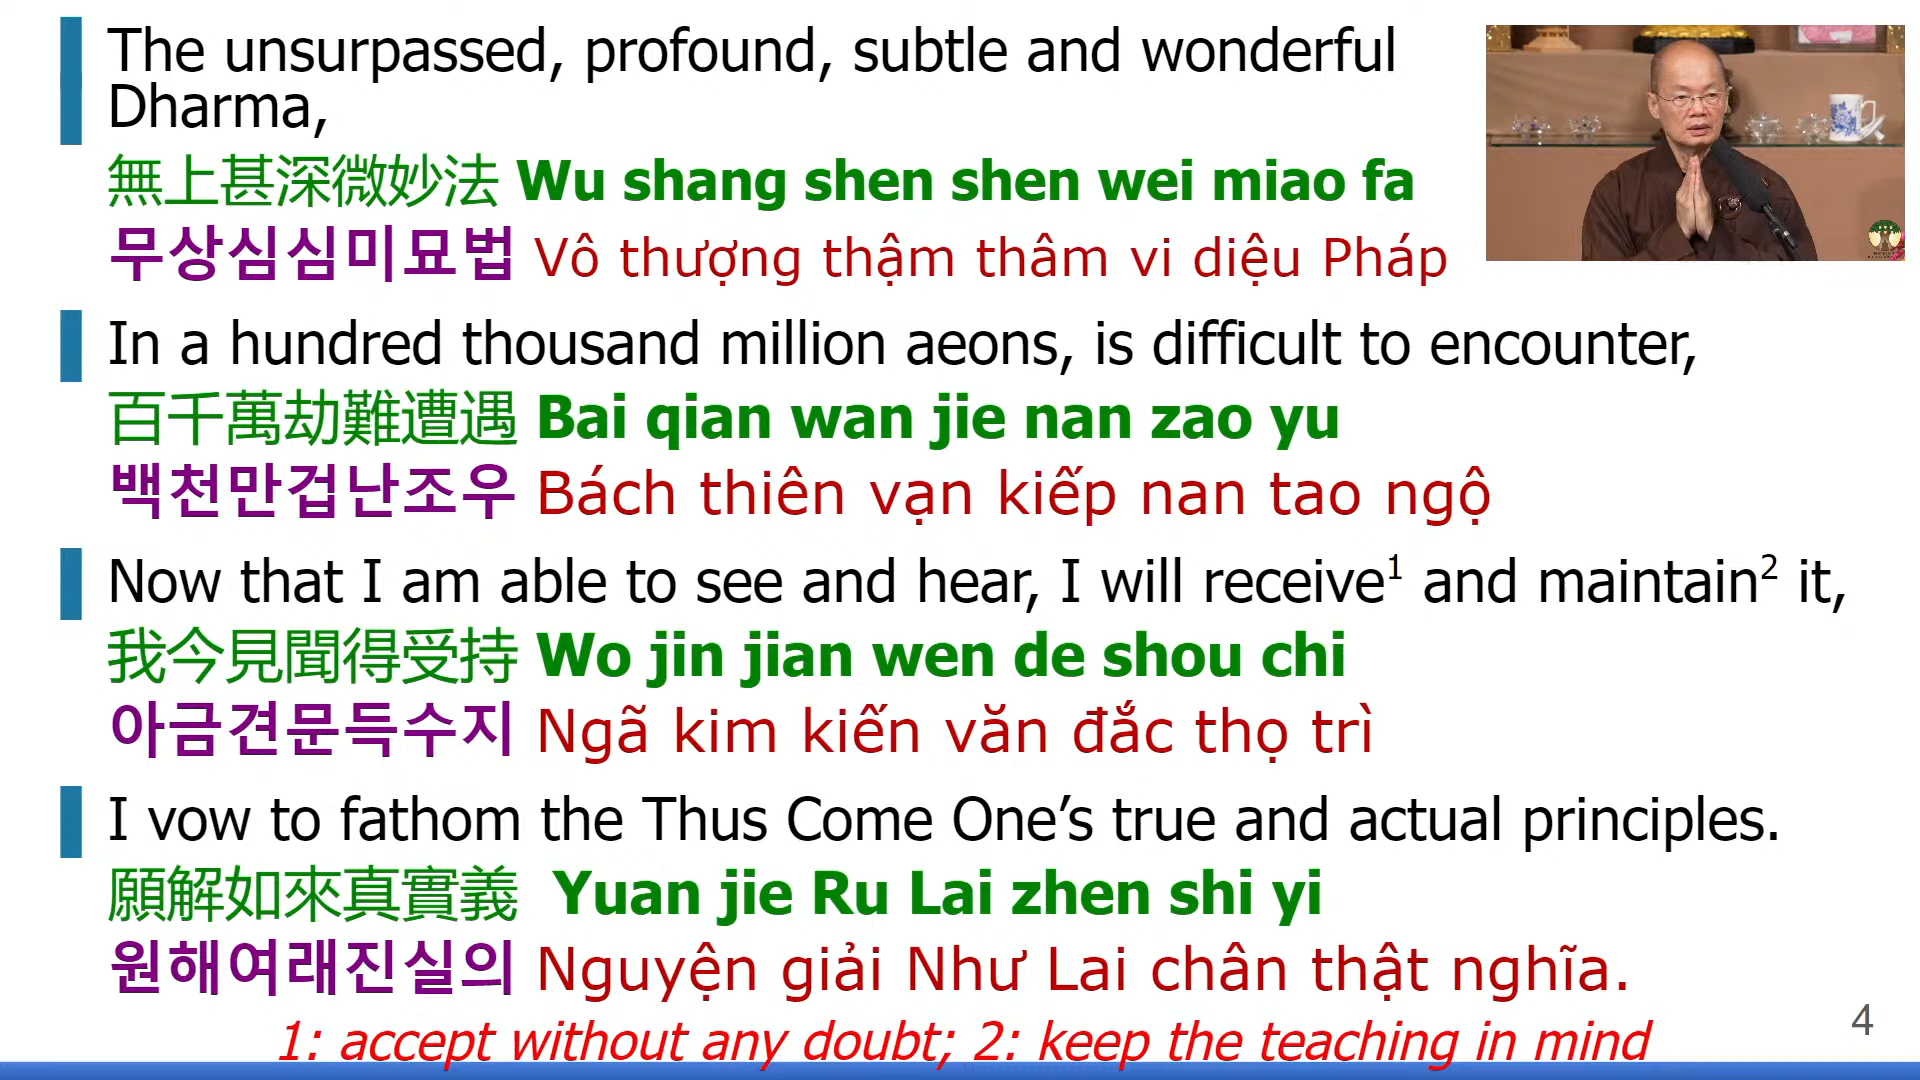 The unsurpassed, profound, subtle and wonderful
Dharma,
無上甚深微妙法 Wu shang shen shen wei miao fa
무상심심미묘법 Vô thượng thậm thâm vi diệu Pháp
In a hundred thousand million aeons, is difficult to encounter,
百千萬劫難遭遇 Bai qian wan jie nan zao yu
백천만겁난조우 Bách thiên vạn kiếp nan tao ngộ
Now that I am able to see and hear, I will receive¹ and maintain² it,
我今見聞得受持 Wo jin jian wen de shou chi
아금견문득수지 Ngã kim kiến văn đắc thọ trì
I vow to fathom the Thus Come One’s true and actual principles.
願解如來真實義 Yuan jie Ru Lai zhen shi yi
원해여래진실의 Nguyện giải Như Lai chân thật nghĩa.
1: accept without any doubt; 2: keep the teaching in mind
4